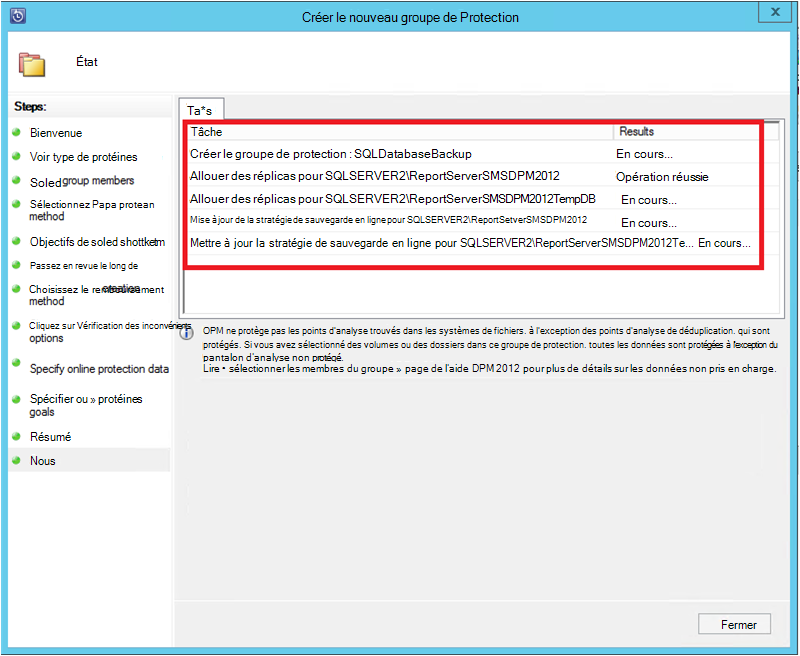 Créer le nouveau groupe de Protection
x
État
Steps:
Bienvenue
Voir type de protéines
Soled group members
Sélectionnez Papa protean
method
Objectifs de soled shottketm
Passez en revue le long de
Choisissez le remboursement
creation
method
Cliquez sur Vérification des inconvénients
options
Specify online protection data
Spécifier ou » protéines
goals
Résumé
Nous
Ta*s
Tâche Results
Créer le groupe de protection : SQLDatabaseBackup En cours...
Allouer des réplicas pour SQLSERVER2\ReportServerSMSDPM2012 Opération réussie
Allouer des réplicas pour SQLSERVER2\ReportServerSMSDPM2012TempDB En cours...
Mise à jour de la stratégie de sauvegarde en ligne pour SQLSERVER2\ReportSetverSMSDPM2012 En cours...
Mettre à jour la stratégie de sauvegarde en ligne pour SQLSERVER2\ReportServerSMSDPM2012Te... En cours...
OPM ne protège pas les points d'analyse trouvés dans les systèmes de fichiers. à l'exception des points d'analyse de déduplication. qui sont
protégés. Si vous avez sélectionné des volumes ou des dossiers dans ce groupe de protection. toutes les données sont protégées à l'exception du
pantalon d'analyse non protégé.
Lire • sélectionner les membres du groupe » page de l'aide DPM 2012 pour plus de détails sur les données non pris en charge.
Fermer